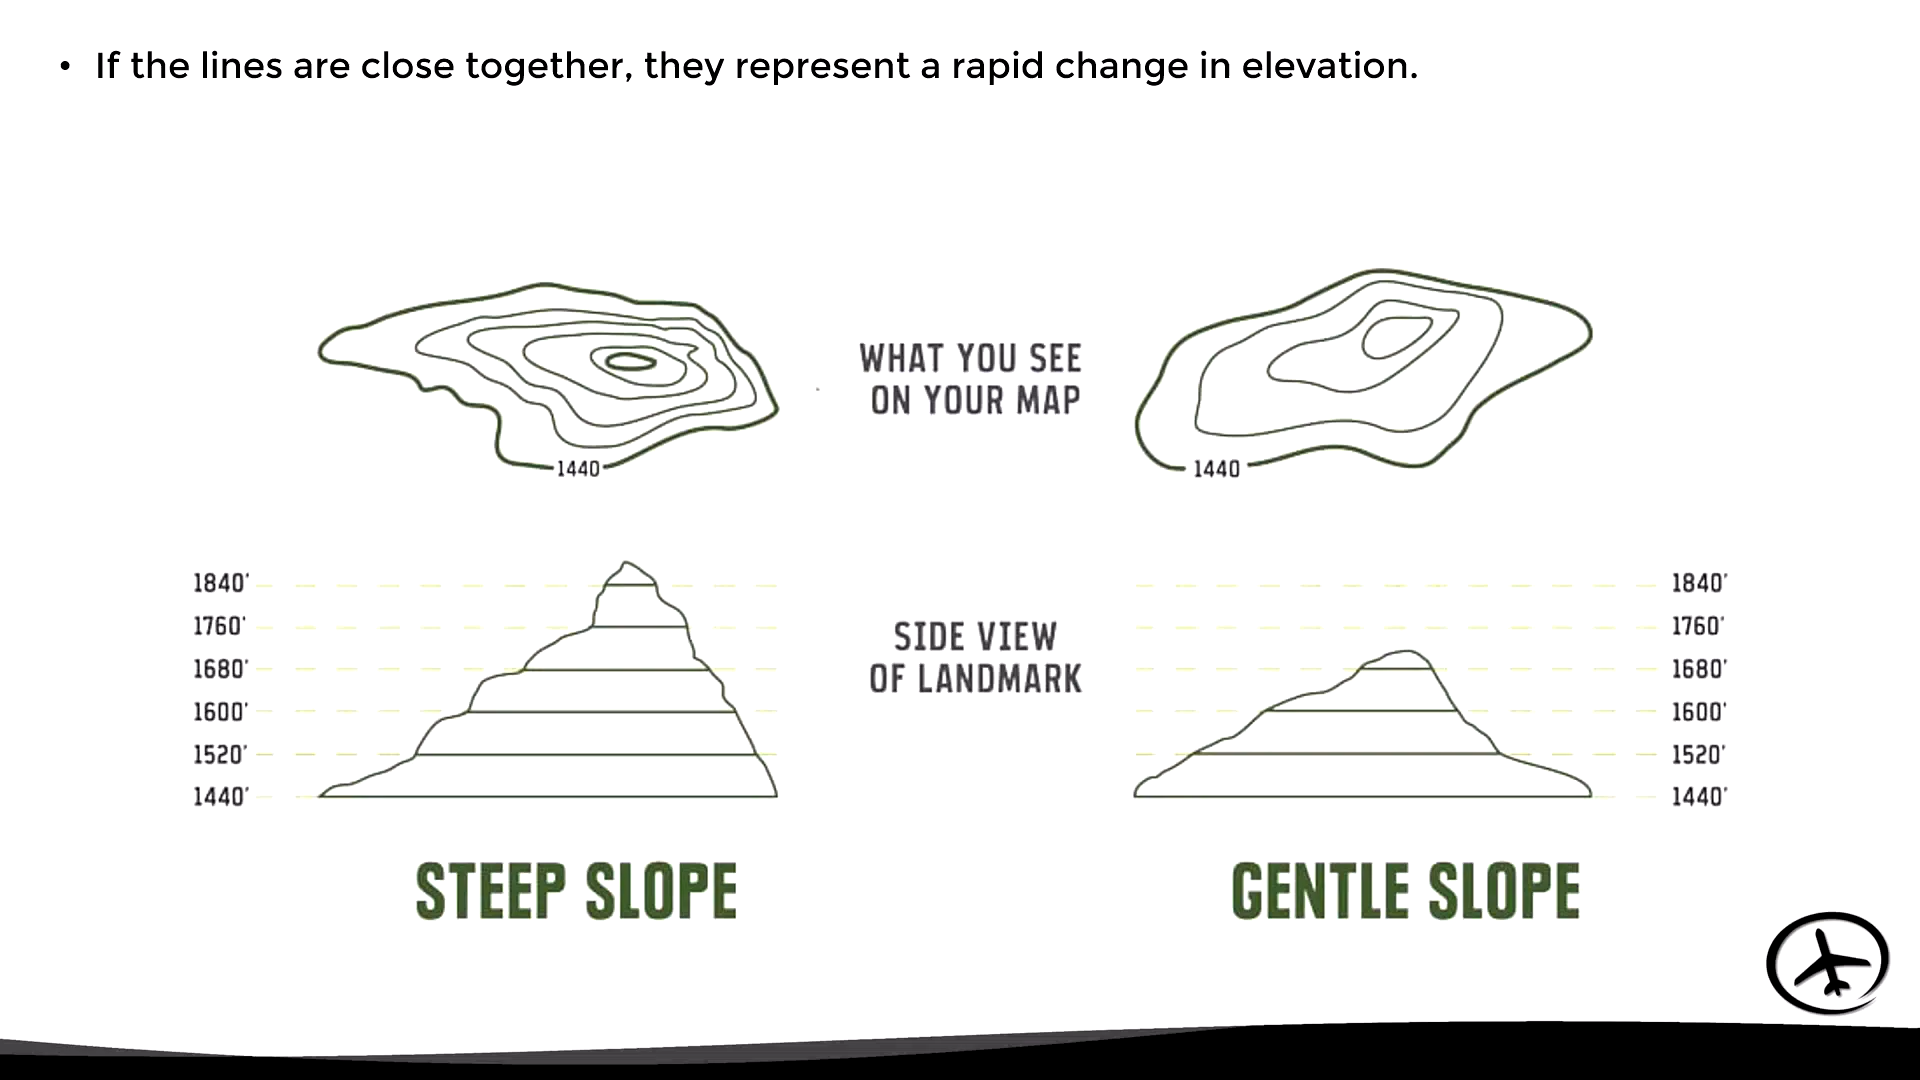 • If the lines are close together, they represent a rapid change in elevation.
WHAT YOU SEE
ON YOUR MAP
1440
1440
1840'
1760'
1680'
1600'
1520'
1440'
SIDE VIEW
OF LANDMARK
1840'
1760'
1680'
1600'
1520'
1440'
STEEP SLOPE
GENTLE SLOPE